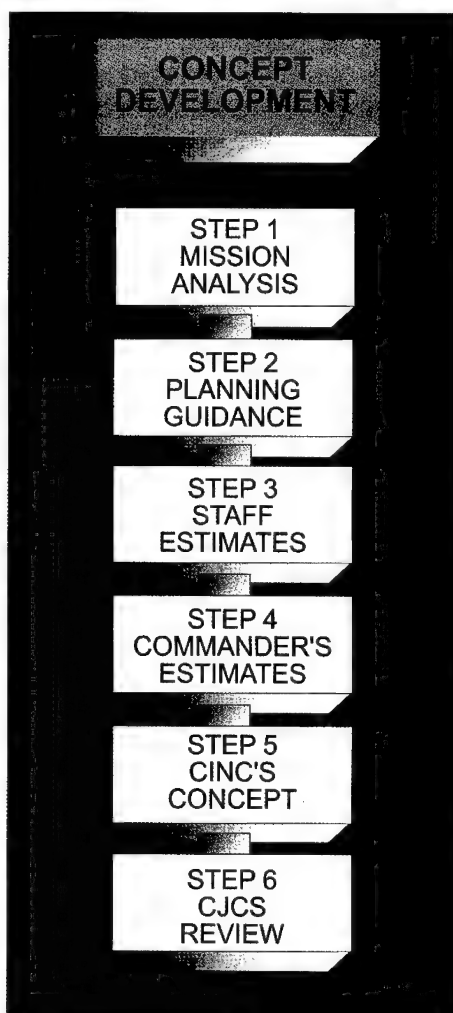 CONCEPT
DEVELOPMENT
STEP 1
MISSION
ANALYSIS
STEP 2
PLANNING
GUIDANCE
STEP 3
STAFF
ESTIMATES
STEP 4
COMMANDER'S
ESTIMATES
STEP 5
CINC'S
CONCEPT
STEP 6
CJCS
REVIEW